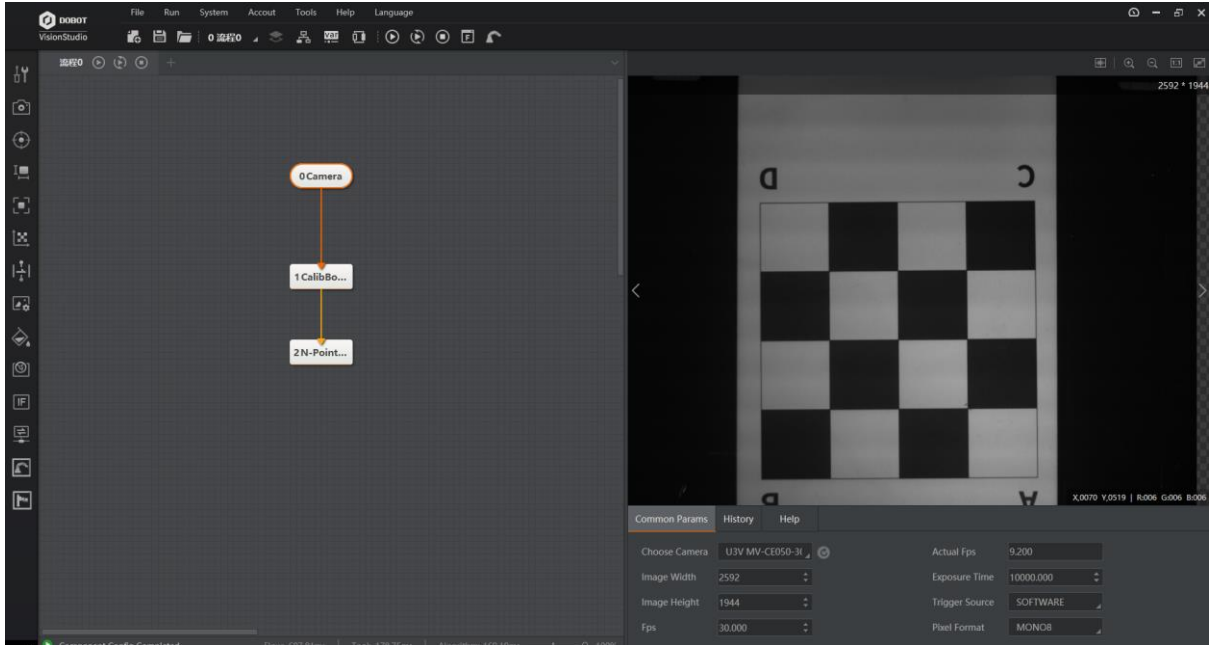 DOBOT
VisionStudio
File Run System Accout Tools Help Language
0 流程0
流程0
0 Camera
1 CalibBo...
2 N-Point...
2592 * 1944
D C
A
X,0070 Y,0519 | R:006 G:006 B:006
Common Params History Help
Choose Camera U3V MV-CE050-3(
Actual Fps 9.200
Image Width 2592
Exposure Time 10000.000
Image Height 1944
Trigger Source SOFTWARE
Fps 30.000
Pixel Format MONO8